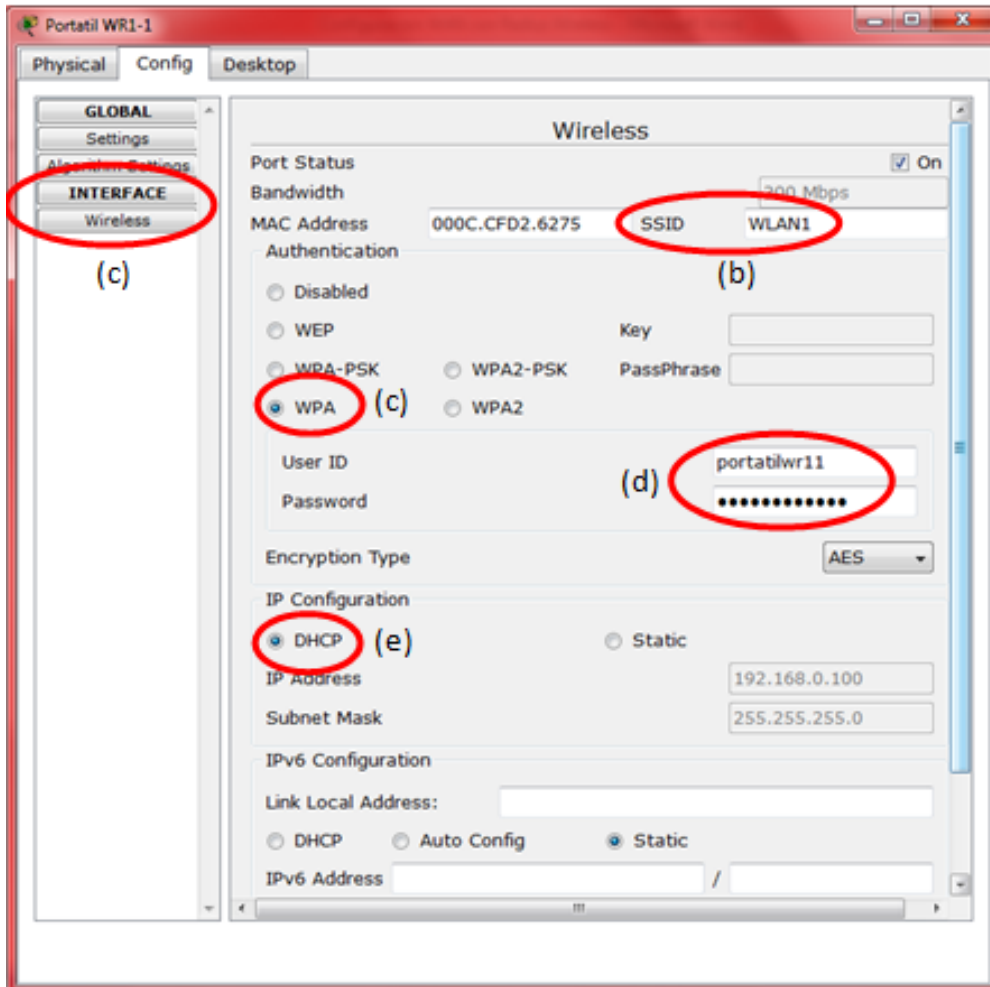 Portatil WR1-1
Physical Config Desktop
GLOBAL
Settings
Algorithm Settings
INTERFACE
Wireless
(c)
Wireless
Port Status On
Bandwidth 300 Mbps
MAC Address 000C.CFD2.6275 SSID WLAN1
(b)
Authentication
Disabled
WEP Key
WPA-PSK WPA2-PSK PassPhrase
WPA (c) WPA2
User ID portatilwr11
(d)
Password ●●●●●●●●●●●●
Encryption Type AES
IP Configuration
DHCP (e) Static
IP Address 192.168.0.100
Subnet Mask 255.255.255.0
IPv6 Configuration
Link Local Address:
DHCP Auto Config Static
IPv6 Address /